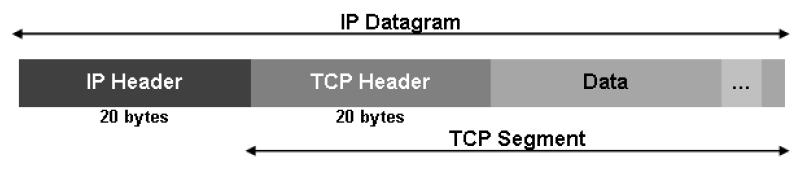 IP Datagram
IP Header
TCP Header
Data
...
20 bytes
20 bytes
TCP Segment